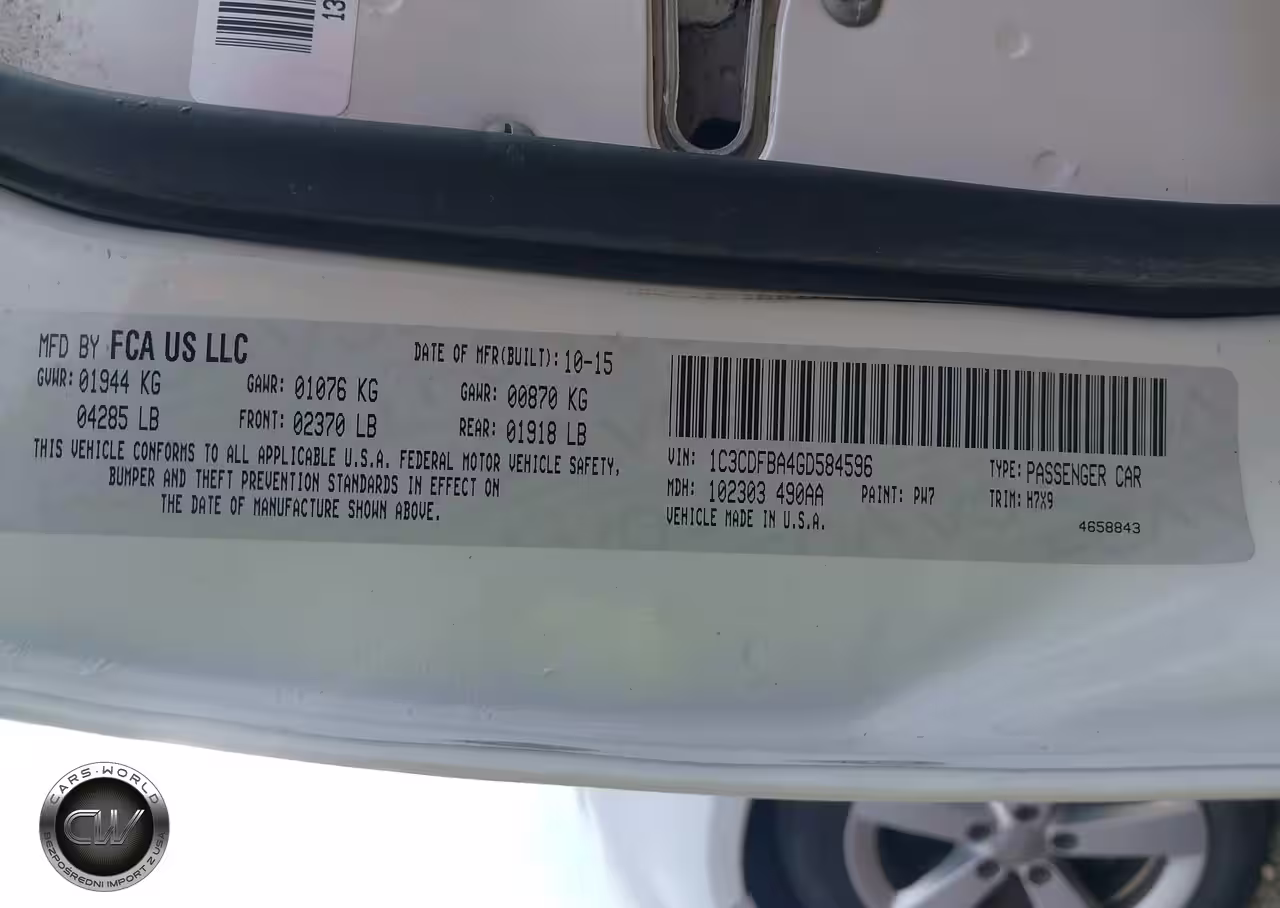 13
MFD BY FCA US LLC
DATE OF MFR(BUILT): 10-15
GVWR: 01944 KG
GAWR: 01076 KG
GAWR: 00870 KG
04285 LB
FRONT: 02370 LB
REAR: 01918 LB
THIS VEHICLE CONFORMS TO ALL APPLICABLE U.S.A. FEDERAL MOTOR VEHICLE SAFETY,
BUMPER AND THEFT PREVENTION STANDARDS IN EFFECT ON
THE DATE OF MANUFACTURE SHOWN ABOVE.
VIN: 1C3CDFBA4GD584596
TYPE: PASSENGER CAR
MDH: 102303 490AA
PAINT: PW7
TRIM: H7X9
VEHICLE MADE IN U.S.A.
4658843
CARS-WORLD
CW
BEZPOŚREDNI IMPORT Z USA